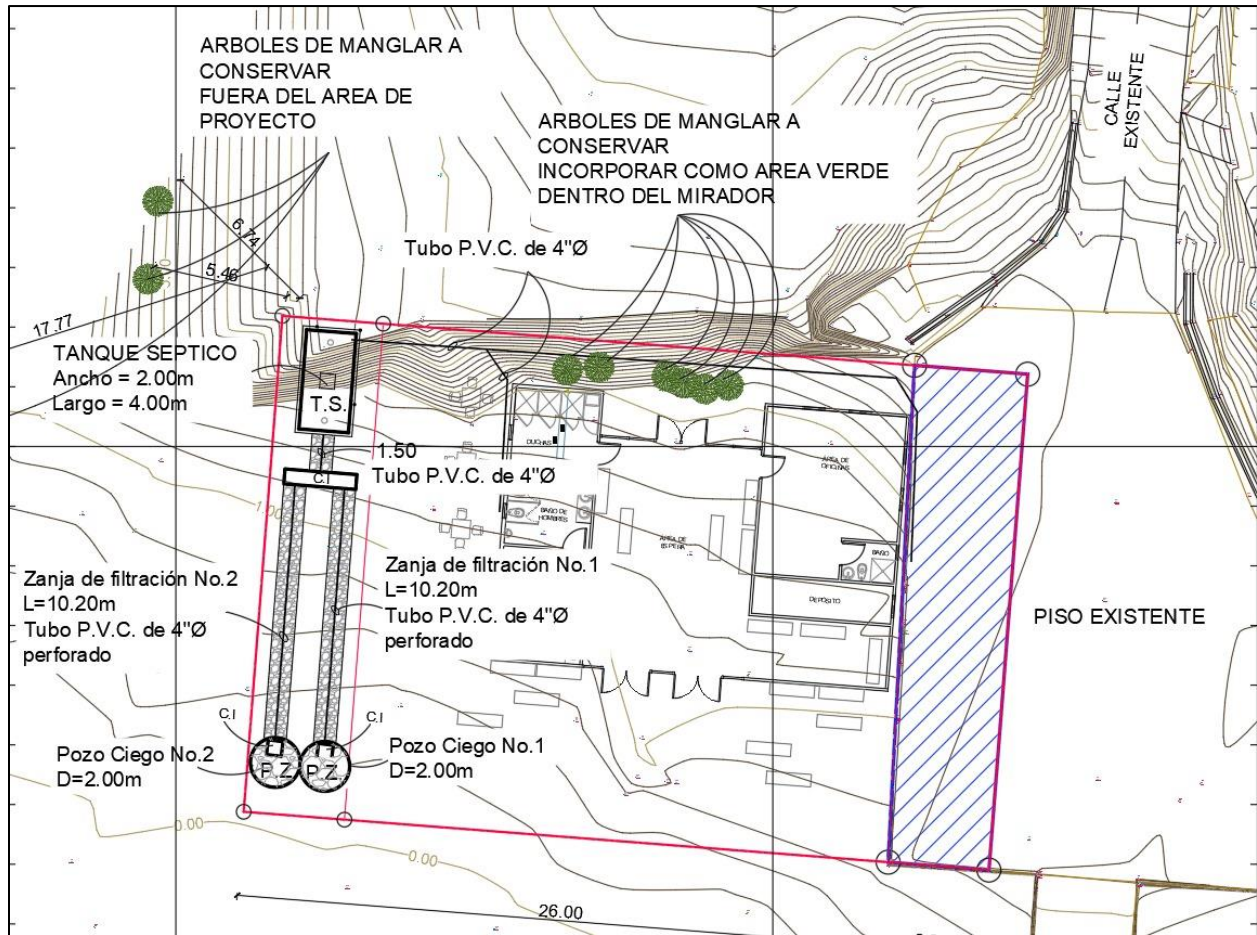 ARBOLES DE MANGLAR A
CONSERVAR
FUERA DEL AREA DE
PROYECTO
ARBOLES DE MANGLAR A
CONSERVAR
INCORPORAR COMO AREA VERDE
DENTRO DEL MIRADOR
CALLE
EXISTENTE
Tubo P.V.C. de 4"Ø
6.74
5.46
17.77
TANQUE SEPTICO
Ancho = 2.00m
Largo = 4.00m
T.S.
1.50
Tubo P.V.C. de 4"Ø
C.I
DUCHAS
BAÑO DE
HOMBRES
AREA DE
ESPERA
AREA DE
OFICINAS
BAÑO
DEPOSITO
1.00
Zanja de filtración No.2
L=10.20m
Tubo P.V.C. de 4"Ø
perforado
Zanja de filtración No.1
L=10.20m
Tubo P.V.C. de 4"Ø
perforado
PISO EXISTENTE
C.I
C.I
Pozo Ciego No.2
D=2.00m
P.Z
P.Z
Pozo Ciego No.1
D=2.00m
0.00
0.00
26.00